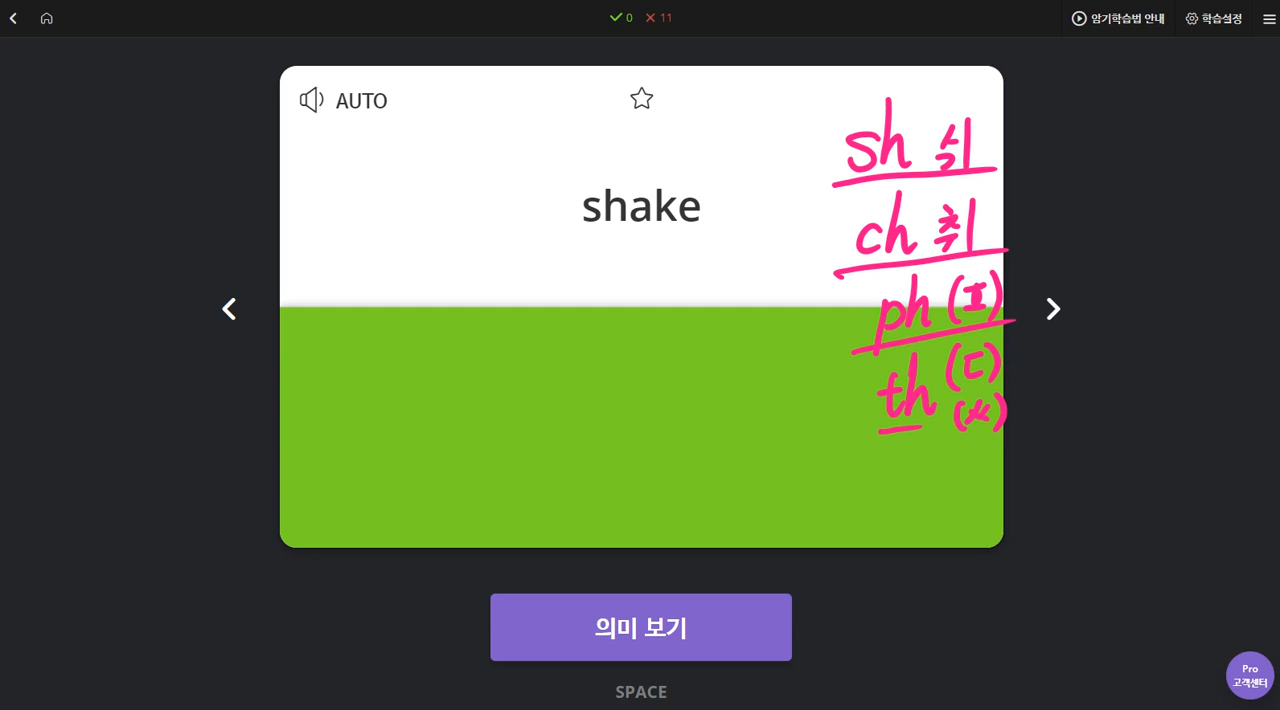 0 11 암기학습법 안내 학습설정
AUTO
shake
sh 쉬
ch 취
ph (ㅍ)
th (ㄷ)
(ㅆ)
의미 보기
SPACE
Pro
고객센터